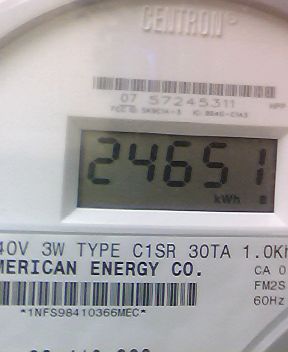 CENTRON
07 57245311
24651
kWh
40V 3W TYPE C1SR 30TA 1.0Kh
MERICAN ENERGY CO.
CA 0
FM2S
60Hz
*1NFS98410366MEC*